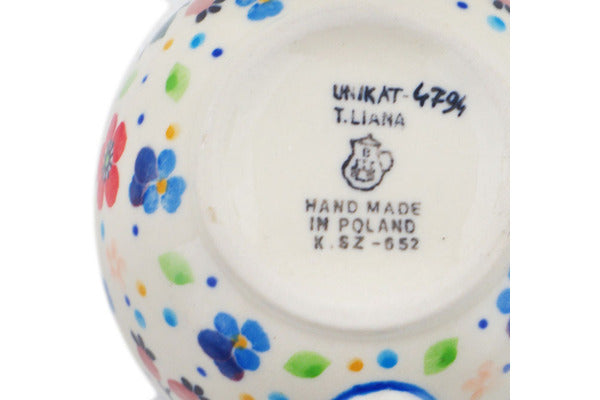 UNIKAT-4794
T.LIANA
B
HAND MADE
IN POLAND
K.SZ-652